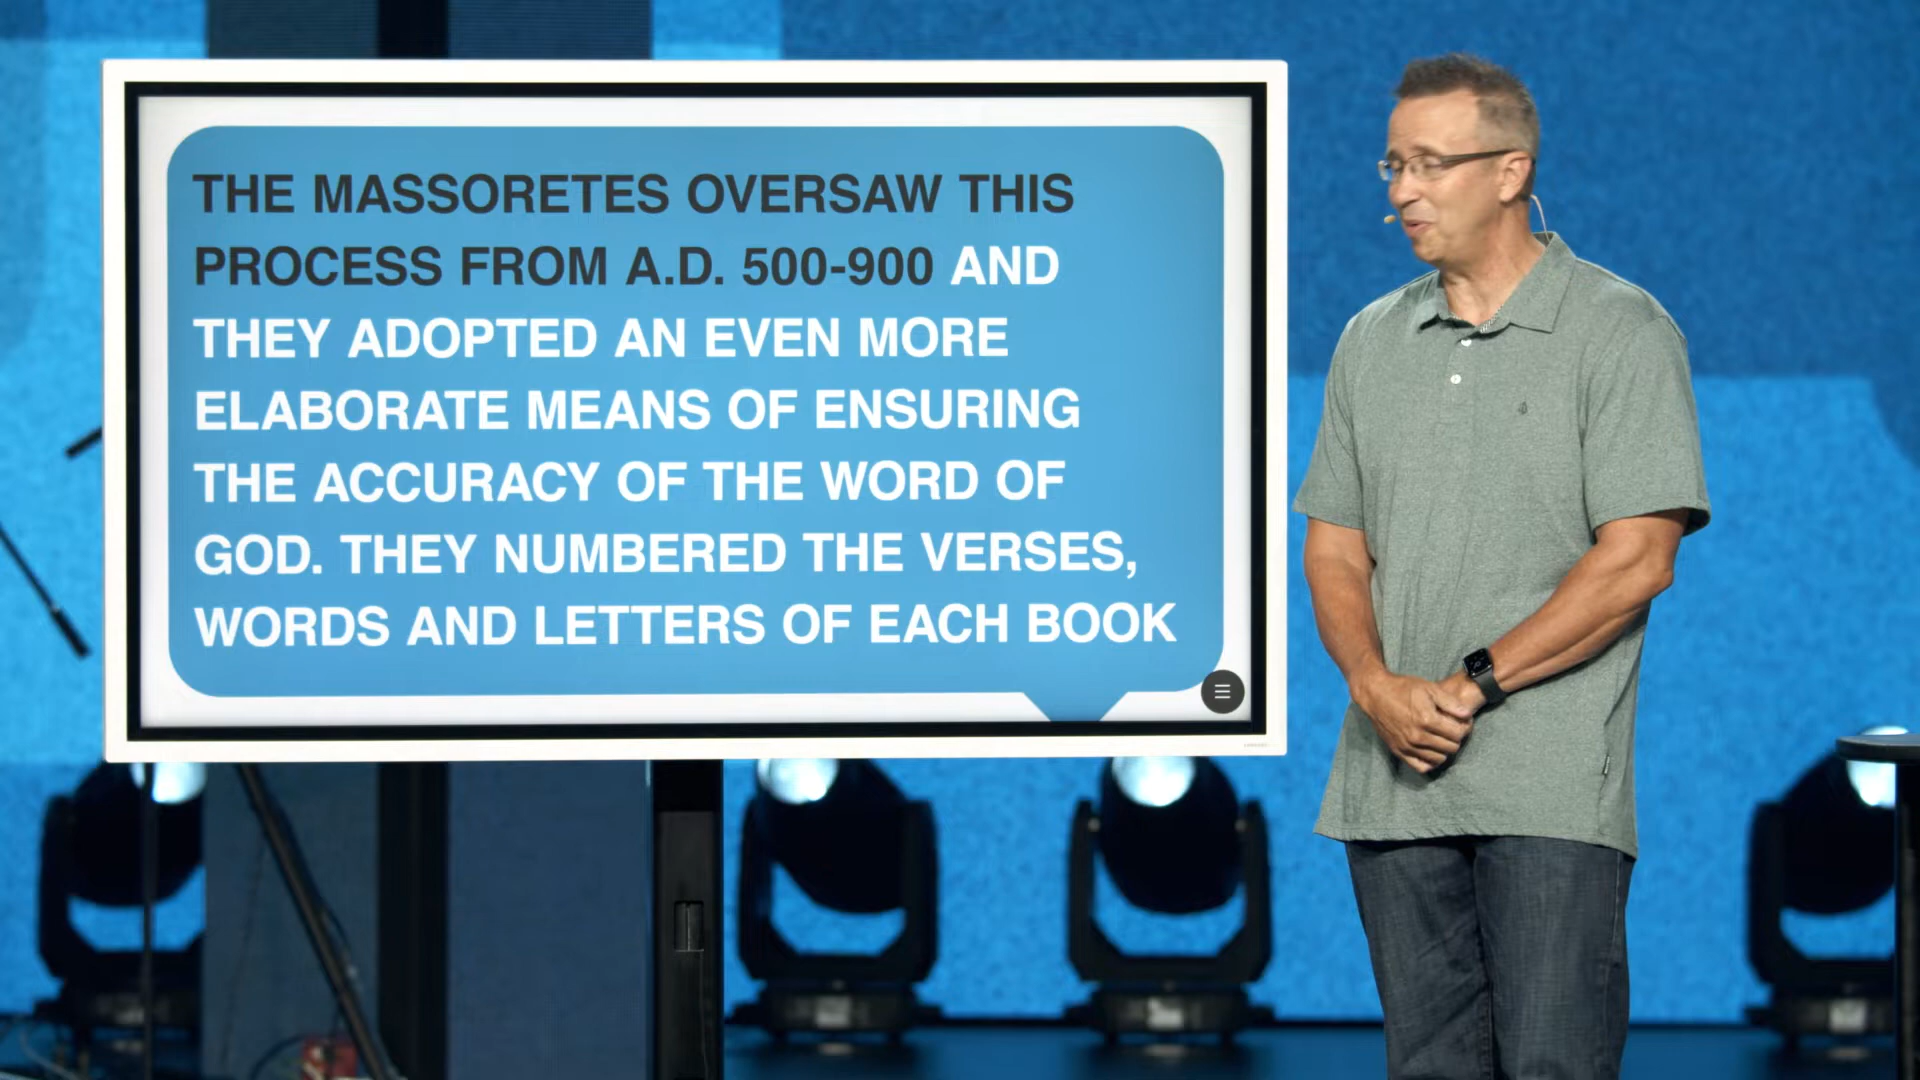 THE MASSORETES OVERSAW THIS
PROCESS FROM A.D. 500-900 AND
THEY ADOPTED AN EVEN MORE
ELABORATE MEANS OF ENSURING
THE ACCURACY OF THE WORD OF
GOD. THEY NUMBERED THE VERSES,
WORDS AND LETTERS OF EACH BOOK